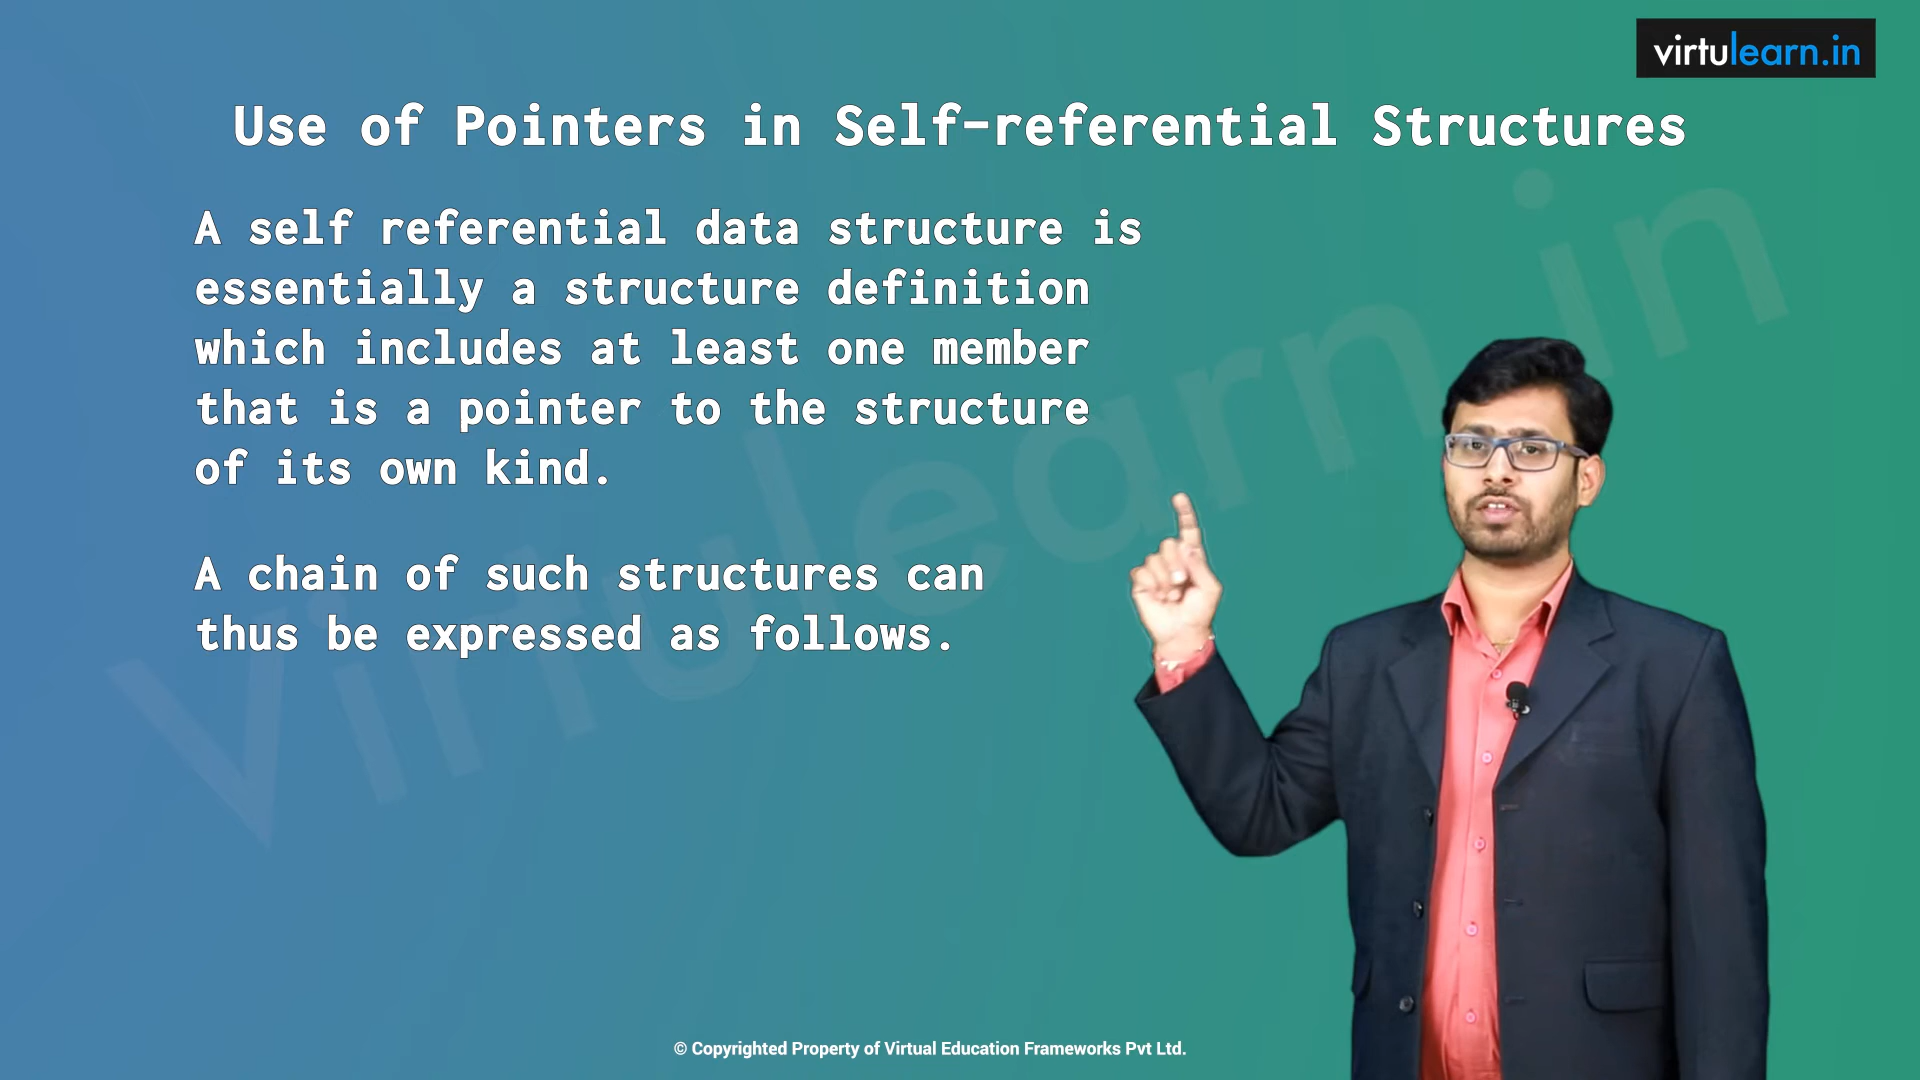 virtulearn.in
Use of Pointers in Self-referential Structures
A self referential data structure is
essentially a structure definition
which includes at least one member
that is a pointer to the structure
of its own kind.
A chain of such structures can
thus be expressed as follows.
Virtulearn.in
© Copyrighted Property of Virtual Education Frameworks Pvt Ltd.